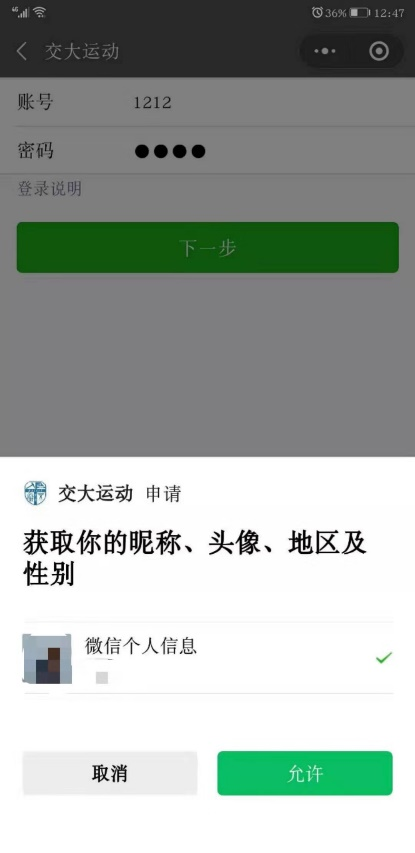 4G 36% 12:47
交大运动
账号 1212
密码 ●●●●
登录说明
下一步
交大运动 申请
获取你的昵称、头像、地区及
性别
微信个人信息
取消 允许